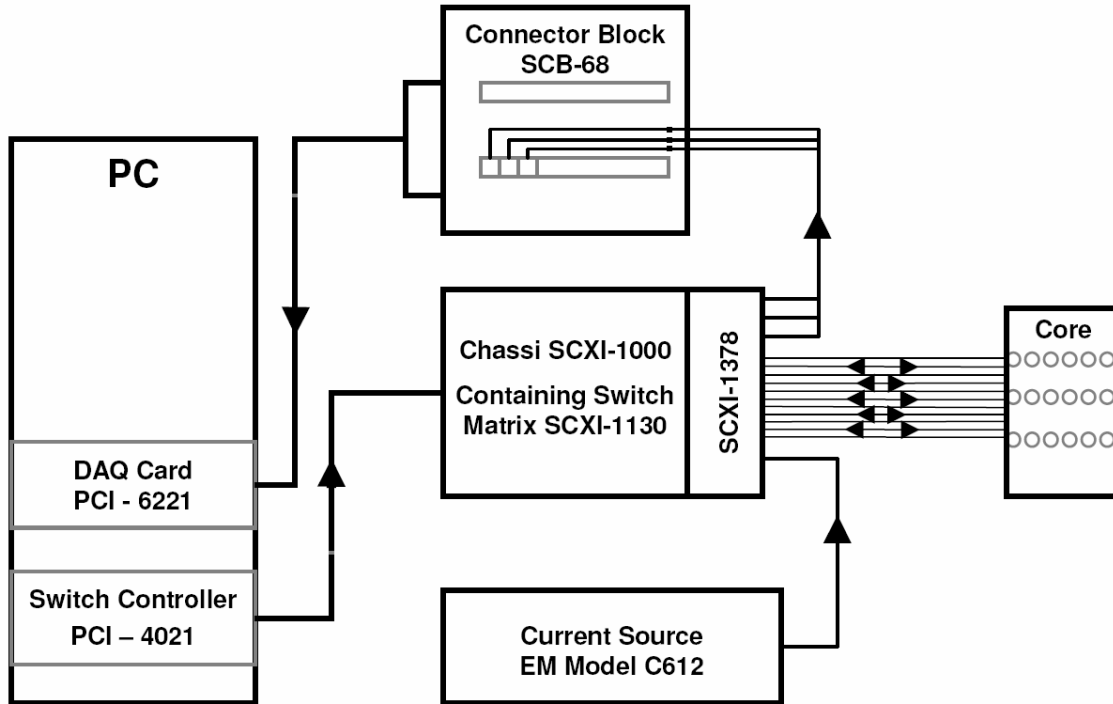 Connector Block
SCB-68
PC
Chassi SCXI-1000
Containing Switch
Matrix SCXI-1130
SCXI-1378
Core
DAQ Card
PCI - 6221
Switch Controller
PCI – 4021
Current Source
EM Model C612